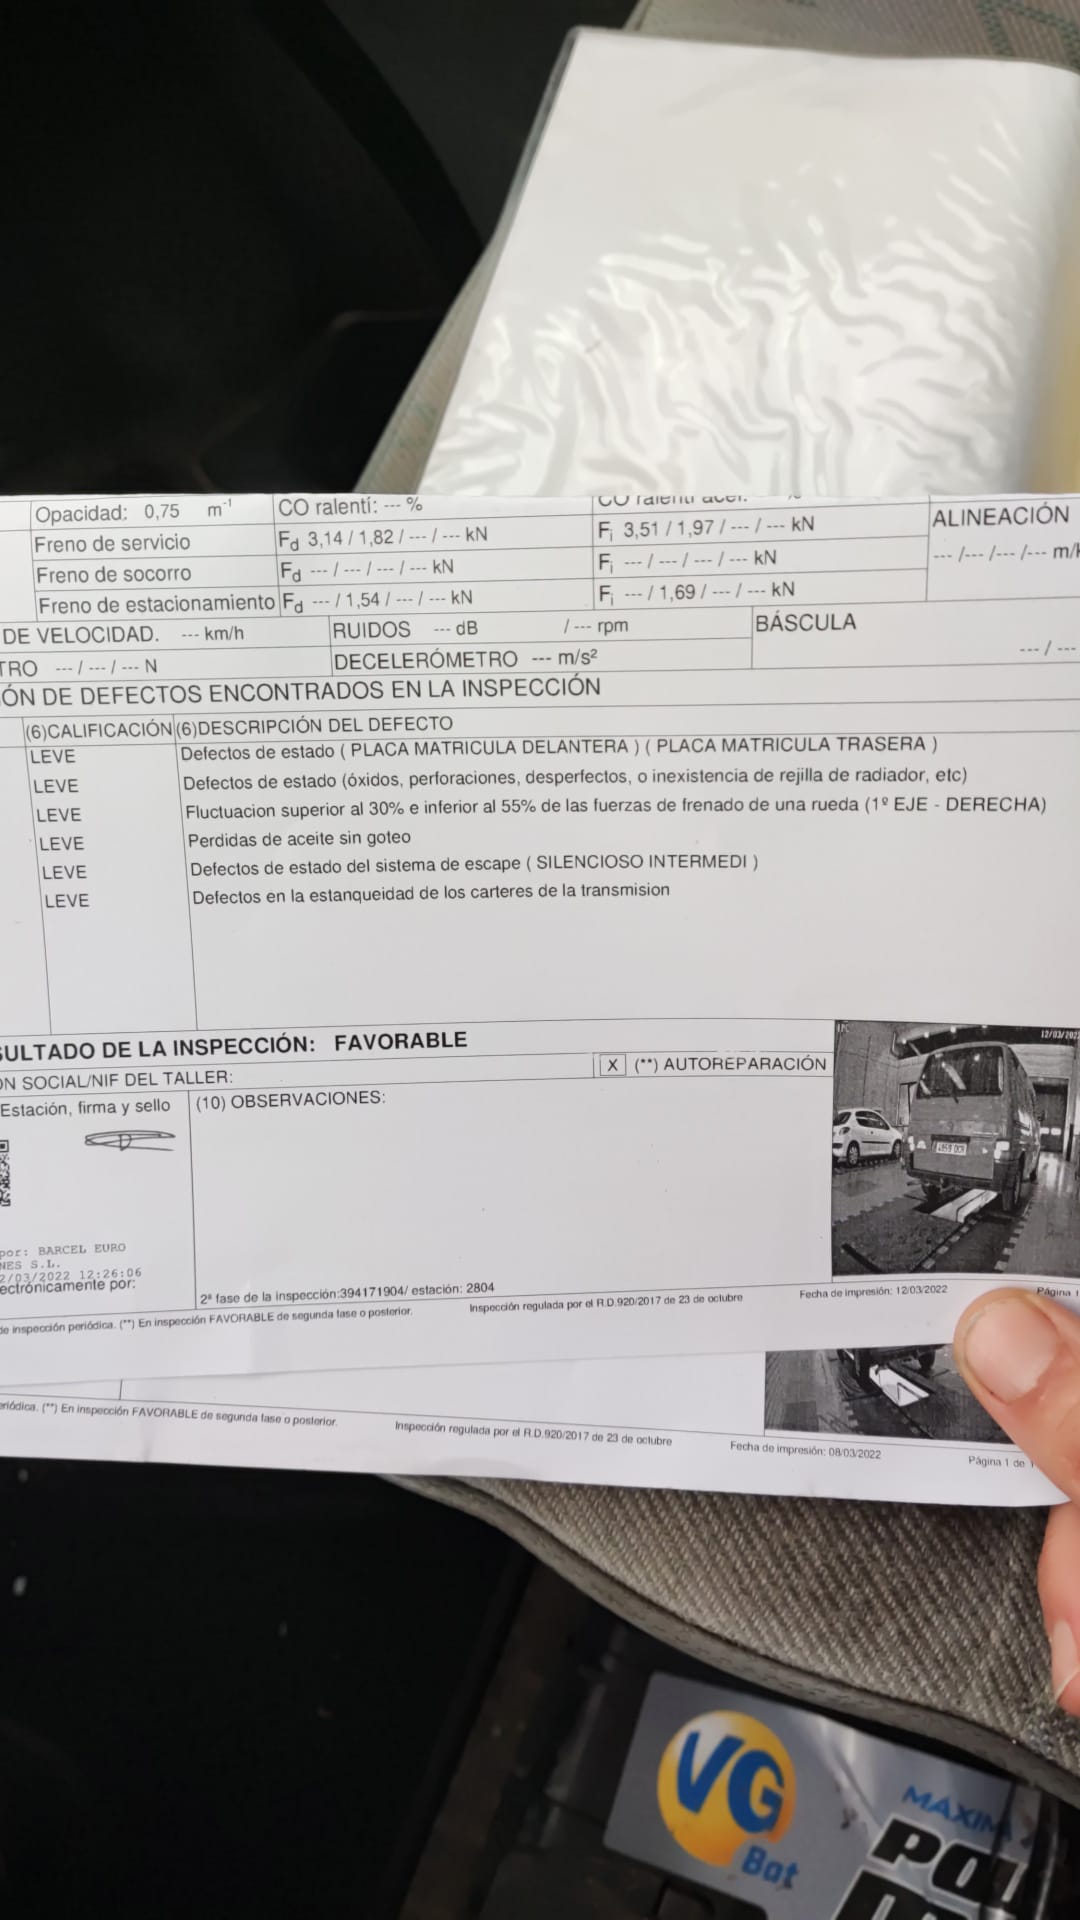 Opacidad: 0,75 m-1 CO ralentí: --- % CO ralentí acel. %
Freno de servicio Fd 3,14 / 1,82 / --- / --- kN Fi 3,51 / 1,97 / --- / --- kN ALINEACIÓN
Freno de socorro Fd --- / --- / --- / --- kN Fi --- / --- / --- / --- kN --- /--- /--- /--- m/k
Freno de estacionamiento Fd --- / 1,54 / --- / --- kN Fi --- / 1,69 / --- / --- kN
DE VELOCIDAD. --- km/h RUIDOS --- dB / --- rpm BÁSCULA
TRO --- / --- / --- N DECELERÓMETRO --- m/s² --- / ---
ÓN DE DEFECTOS ENCONTRADOS EN LA INSPECCIÓN
(6)CALIFICACIÓN (6)DESCRIPCIÓN DEL DEFECTO
LEVE Defectos de estado ( PLACA MATRICULA DELANTERA ) ( PLACA MATRICULA TRASERA )
LEVE Defectos de estado (óxidos, perforaciones, desperfectos, o inexistencia de rejilla de radiador, etc)
LEVE Fluctuacion superior al 30% e inferior al 55% de las fuerzas de frenado de una rueda (1º EJE - DERECHA)
LEVE Perdidas de aceite sin goteo
LEVE Defectos de estado del sistema de escape ( SILENCIOSO INTERMEDI )
LEVE Defectos en la estanqueidad de los carteres de la transmision
SULTADO DE LA INSPECCIÓN: FAVORABLE
ON SOCIAL/NIF DEL TALLER: X (**) AUTOREPARACIÓN
Estación, firma y sello (10) OBSERVACIONES:
por: BARCEL EURO
NES S.L.
2/03/2022 12:26:06
ectrónicamente por:
2ª fase de la inspección:394171904/ estación: 2804
de inspección periódica. (**) En inspección FAVORABLE de segunda fase o posterior. Inspección regulada por el R.D.920/2017 de 23 de octubre Fecha de impresión: 12/03/2022 Página 1
12/03/202
eriódica. (**) En inspección FAVORABLE de segunda fase o posterior. Inspección regulada por el R.D.920/2017 de 23 de octubre Fecha de impresión: 08/03/2022 Página 1 de 1
VG
Bat
MAXIM
POW